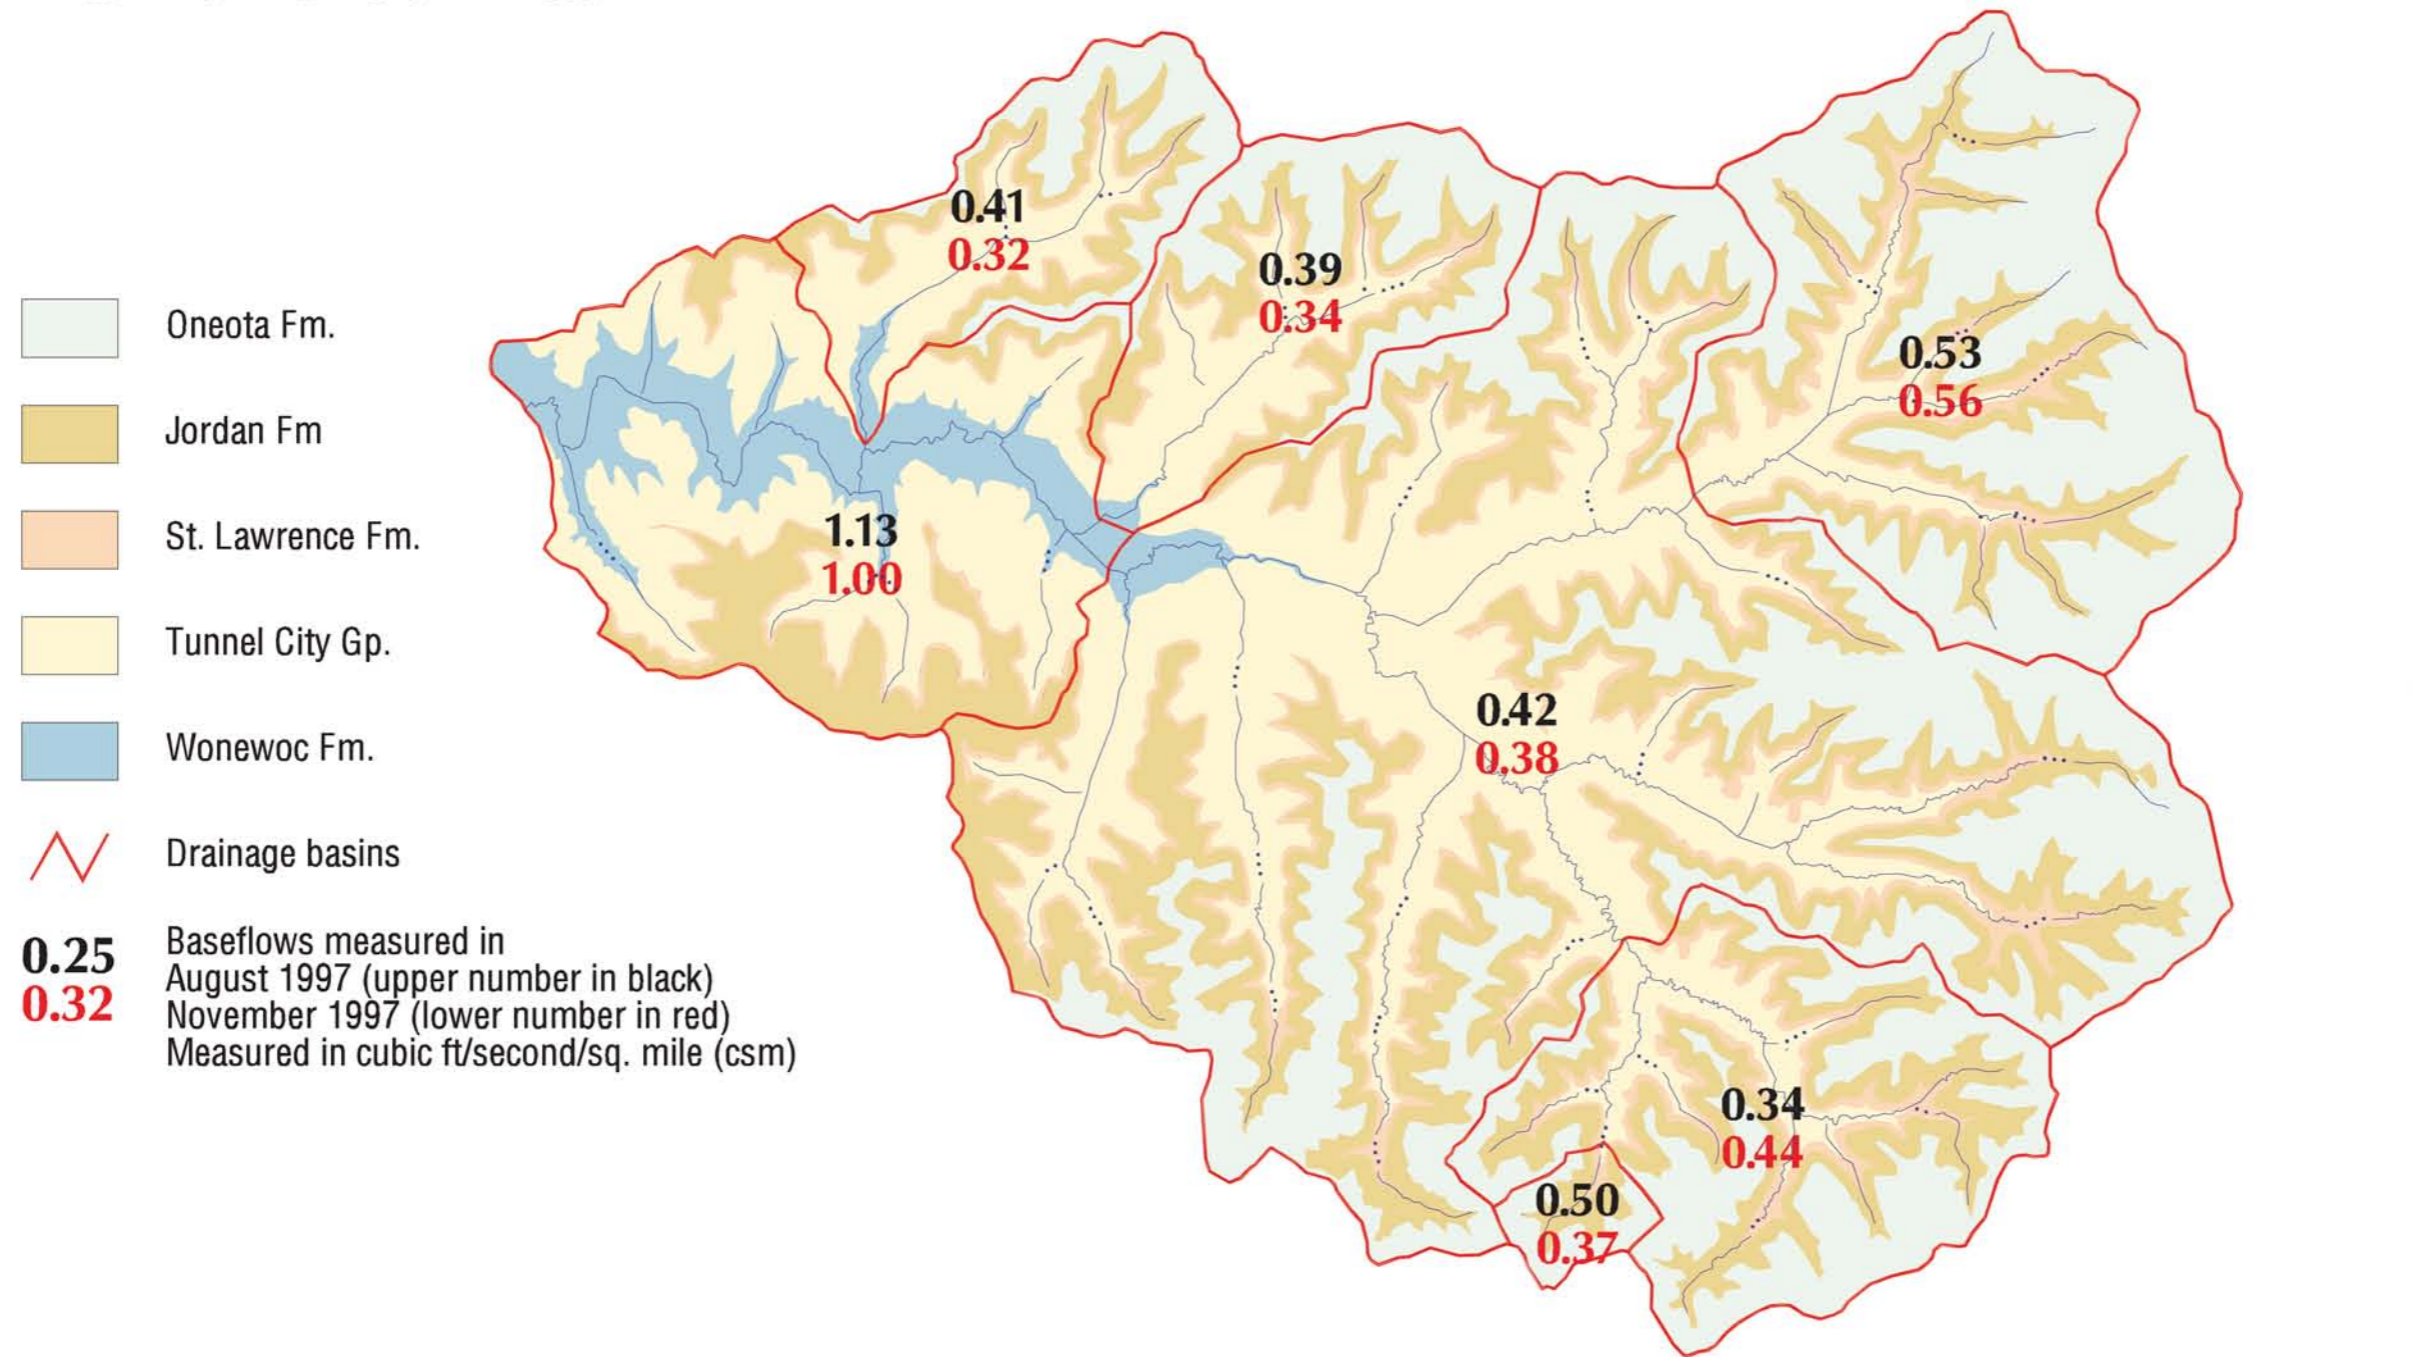 Oneota Fm.
Jordan Fm
St. Lawrence Fm.
Tunnel City Gp.
Wonewoc Fm.
Drainage basins
0.25
0.32
Baseflows measured in
August 1997 (upper number in black)
November 1997 (lower number in red)
Measured in cubic ft/second/sq. mile (csm)
0.41
0.32
0.39
0.34
0.53
0.56
1.13
1.00
0.42
0.38
0.34
0.44
0.50
0.37